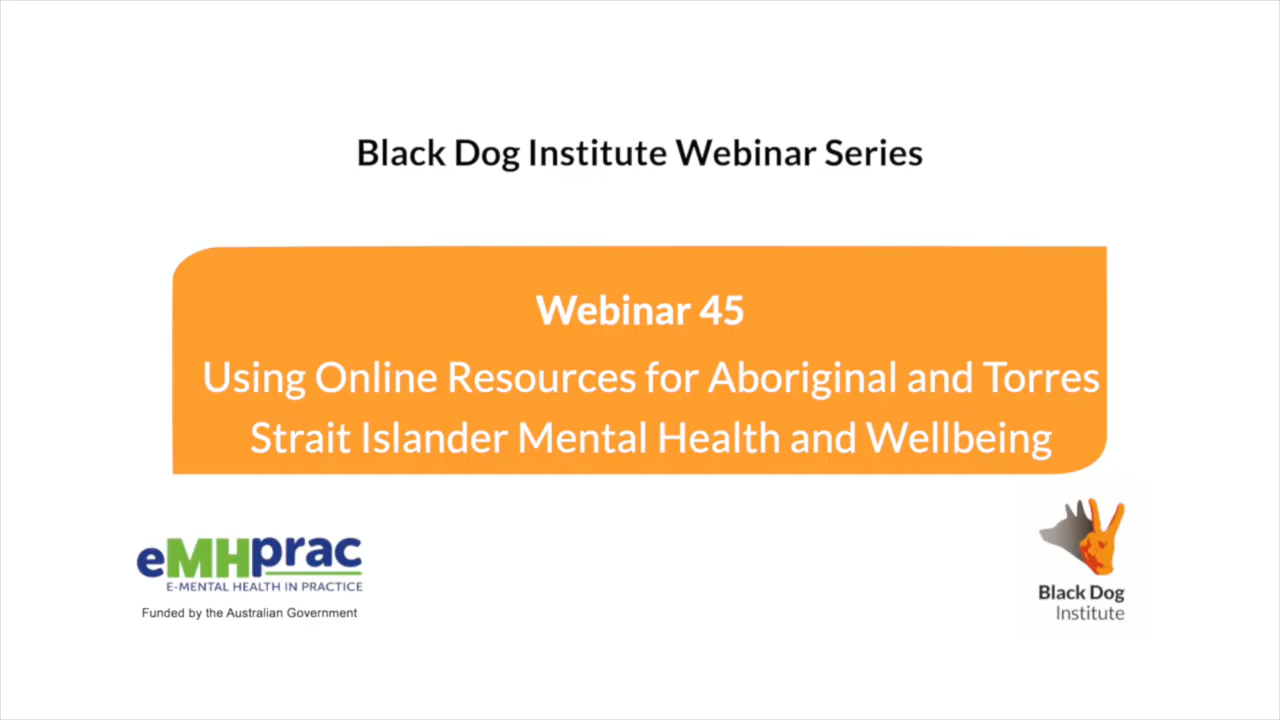 Black Dog Institute Webinar Series
Webinar 45
Using Online Resources for Aboriginal and Torres
Strait Islander Mental Health and Wellbeing
eMHprac
E-MENTAL HEALTH IN PRACTICE
Funded by the Australian Government
Black Dog
Institute